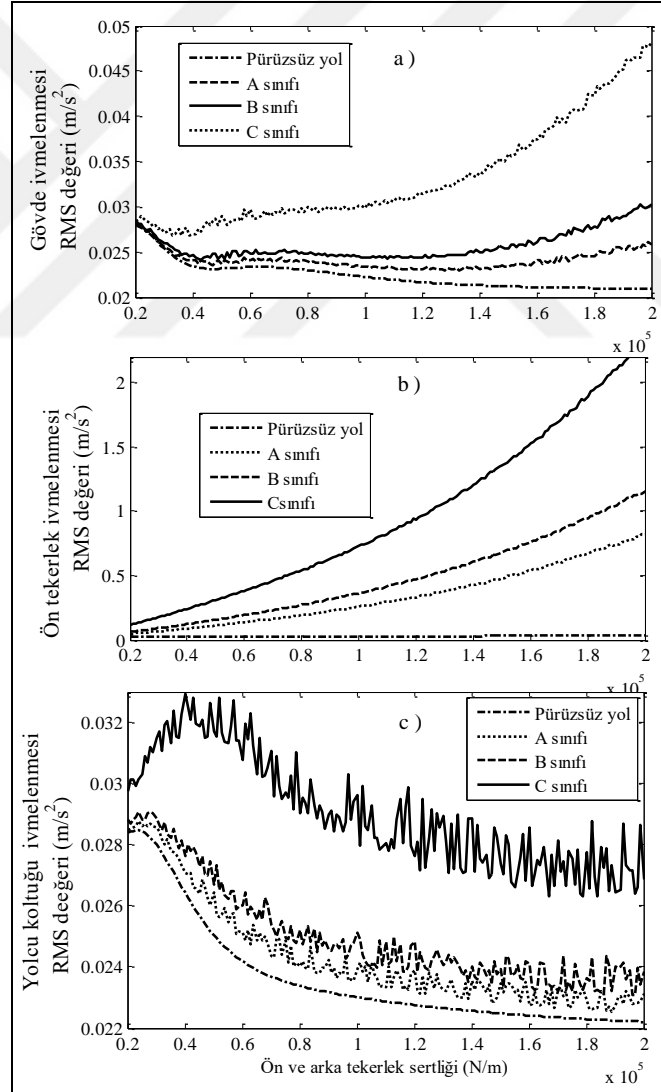 a )
Pürüzsüz yol
A sınıfı
B sınıfı
C sınıfı
Gövde ivmelenmesi
RMS değeri (m/s²)
0.05
0.045
0.04
0.035
0.03
0.025
0.02
0.2 0.4 0.6 0.8 1 1.2 1.4 1.6 1.8 2
x 10⁵
b )
Pürüzsüz yol
A sınıfı
B sınıfı
Csınıfı
Ön tekerlek ivmelenmesi
RMS değeri (m/s²)
2
1.5
1
0.5
0
0.2 0.4 0.6 0.8 1 1.2 1.4 1.6 1.8 2
x 10⁵
c )
Pürüzsüz yol
A sınıfı
B sınıfı
C sınıfı
Yolcu koltuğu ivmelenmesi
RMS deeğeri (m/s²)
0.032
0.03
0.028
0.026
0.024
0.022
0.2 0.4 0.6 0.8 1 1.2 1.4 1.6 1.8 2
Ön ve arka tekerlek sertliği (N/m)
x 10⁵